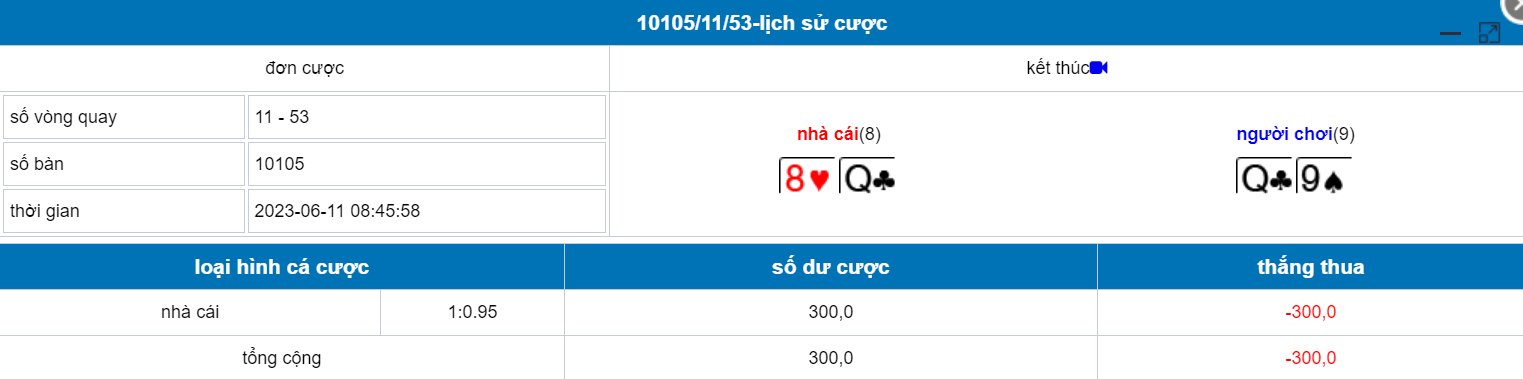 10105/11/53-lịch sử cược
đơn cược
kết thúc
số vòng quay 11 - 53
số bàn 10105
thời gian 2023-06-11 08:45:58
nhà cái(8) người chơi(9)
8♥ Q♣ Q♣ 9♠
loại hình cá cược số dư cược thắng thua
nhà cái 1:0.95 300,0 -300,0
tổng cộng 300,0 -300,0